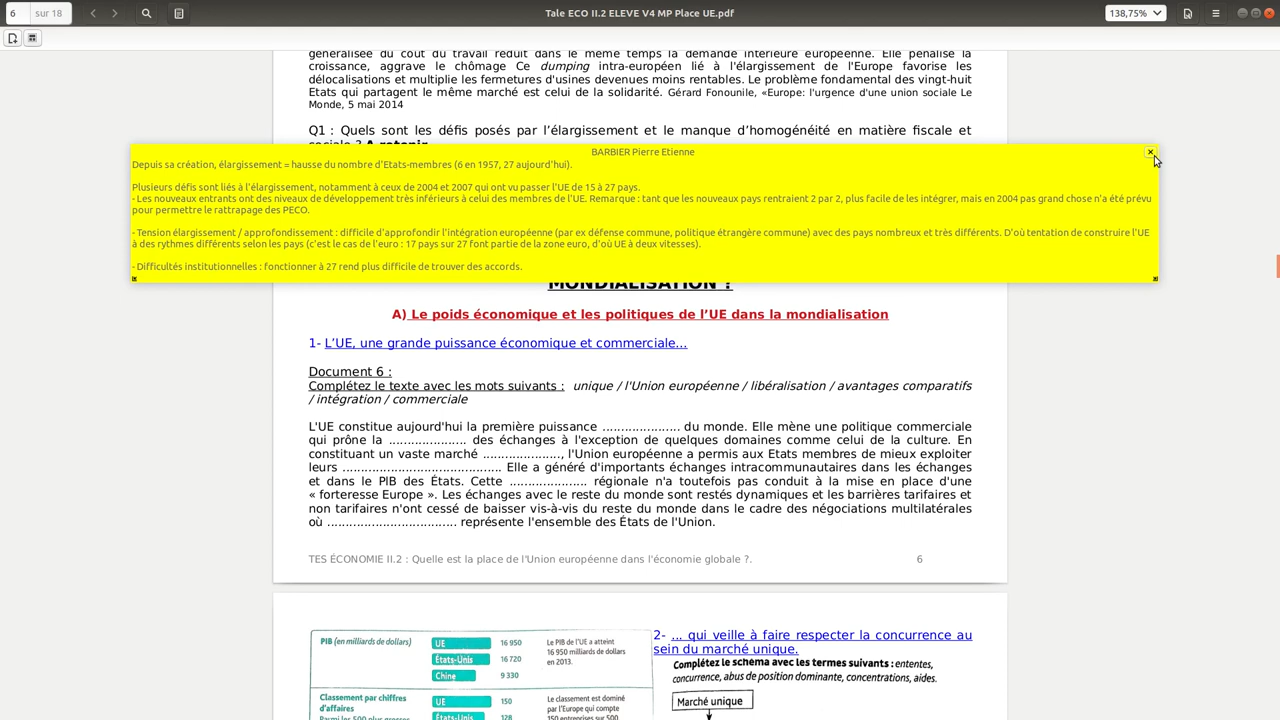 6 sur 18
Tale ECO II.2 ELEVE V4 MP Place UE.pdf
138,75%
généralisée du coût du travail réduit dans le même temps la demande intérieure européenne. Elle pénalise la
croissance, aggrave le chômage Ce dumping intra-européen lié à l'élargissement de l'Europe favorise les
délocalisations et multiplie les fermetures d'usines devenues moins rentables. Le problème fondamental des vingt-huit
Etats qui partagent le même marché est celui de la solidarité. Gérard Fonounile, «Europe: l'urgence d'une union sociale Le
Monde, 5 mai 2014
Q1 : Quels sont les défis posés par l’élargissement et le manque d’homogénéité en matière fiscale et
sociale ? A retenir
BARBIER Pierre Etienne
Depuis sa création, élargissement = hausse du nombre d'Etats-membres (6 en 1957, 27 aujourd'hui).
Plusieurs défis sont liés à l'élargissement, notamment à ceux de 2004 et 2007 qui ont vu passer l'UE de 15 à 27 pays.
- Les nouveaux entrants ont des niveaux de développement très inférieurs à celui des membres de l'UE. Remarque : tant que les nouveaux pays rentraient 2 par 2, plus facile de les intégrer, mais en 2004 pas grand chose n'a été prévu
pour permettre le rattrapage des PECO.
- Tension élargissement / approfondissement : difficile d'approfondir l'intégration européenne (par ex défense commune, politique étrangère commune) avec des pays nombreux et très différents. D'où tentation de construire l'UE
à des rythmes différents selon les pays (c'est le cas de l'euro : 17 pays sur 27 font partie de la zone euro, d'où UE à deux vitesses).
- Difficultés institutionnelles : fonctionner à 27 rend plus difficile de trouver des accords.
MONDIALISATION ?
A) Le poids économique et les politiques de l’UE dans la mondialisation
1- L’UE, une grande puissance économique et commerciale…
Document 6 :
Complétez le texte avec les mots suivants : unique / l'Union européenne / libéralisation / avantages comparatifs
/ intégration / commerciale
L'UE constitue aujourd'hui la première puissance ..................... du monde. Elle mène une politique commerciale
qui prône la ..................... des échanges à l'exception de quelques domaines comme celui de la culture. En
constituant un vaste marché ....................., l'Union européenne a permis aux Etats membres de mieux exploiter
leurs ........................................... Elle a généré d'importants échanges intracommunautaires dans les échanges
et dans le PIB des États. Cette ..................... régionale n'a toutefois pas conduit à la mise en place d'une
« forteresse Europe ». Les échanges avec le reste du monde sont restés dynamiques et les barrières tarifaires et
non tarifaires n'ont cessé de baisser vis-à-vis du reste du monde dans le cadre des négociations multilatérales
où .................................. représente l'ensemble des États de l'Union.
TES ÉCONOMIE II.2 : Quelle est la place de l'Union européenne dans l'économie globale ?. 6
PIB (en milliards de dollars)
UE 16 950
États-Unis 16 720
Chine 9 330
Le PIB de l'UE a atteint
16 950 milliards de dollars
en 2013.
Classement par chiffres
d'affaires
Parmi les 500 plus grosses
UE 150
États-Unis 128
Le classement est dominé
par l'Europe qui compte
150 entreprises sur 500
2- ... qui veille à faire respecter la concurrence au
sein du marché unique.
Complétez le schéma avec les termes suivants : ententes,
concurrence, abus de position dominante, concentrations, aides.
Marché unique